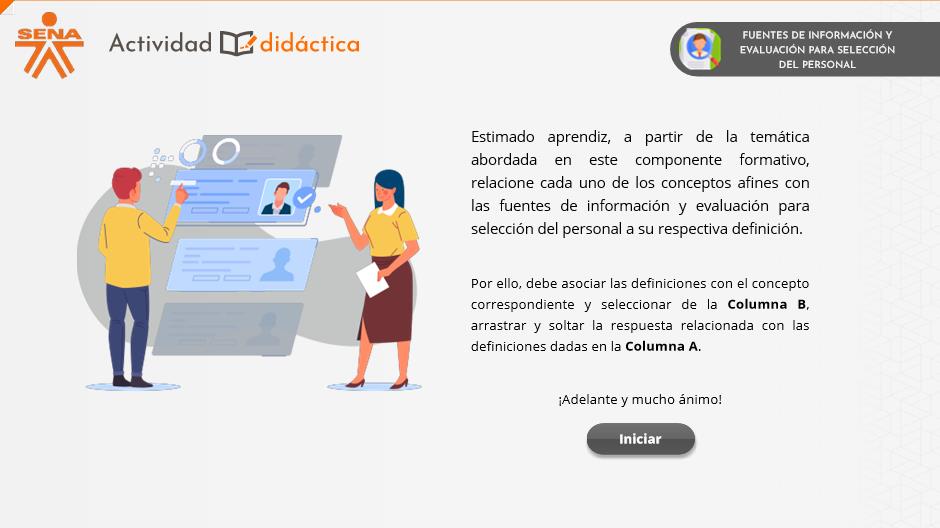 SENA
Actividad didáctica
FUENTES DE INFORMACIÓN Y
EVALUACIÓN PARA SELECCIÓN
DEL PERSONAL
Estimado aprendiz, a partir de la temática
abordada en este componente formativo,
relacione cada uno de los conceptos afines con
las fuentes de información y evaluación para
selección del personal a su respectiva definición.
Por ello, debe asociar las definiciones con el concepto
correspondiente y seleccionar de la Columna B,
arrastrar y soltar la respuesta relacionada con las
definiciones dadas en la Columna A.
¡Adelante y mucho ánimo!
Iniciar